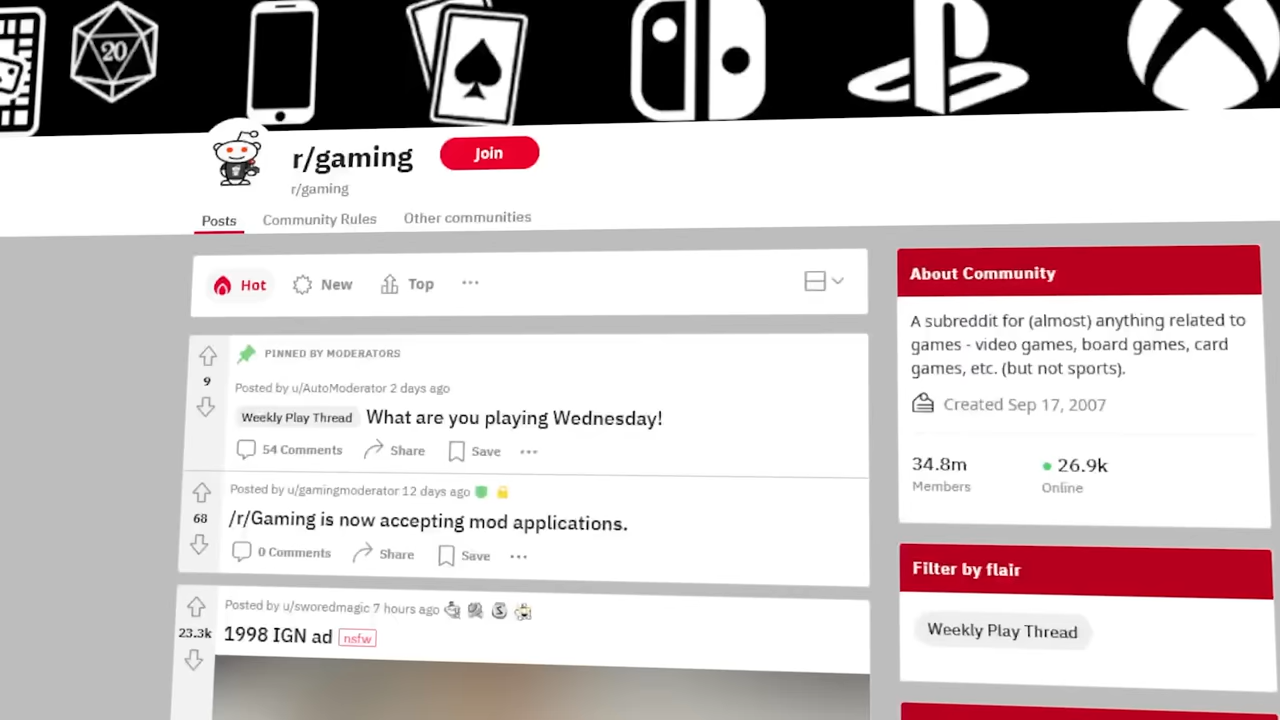 20
r/gaming
Join
r/gaming
Posts Community Rules Other communities
Hot New Top
PINNED BY MODERATORS
9
Posted by u/AutoModerator 2 days ago
Weekly Play Thread What are you playing Wednesday!
54 Comments Share Save
Posted by u/gamingmoderator 12 days ago
68
/r/Gaming is now accepting mod applications.
0 Comments Share Save
Posted by u/sworedmagic 7 hours ago
23.3k
1998 IGN ad nsfw
About Community
A subreddit for (almost) anything related to
games - video games, board games, card
games, etc. (but not sports).
Created Sep 17, 2007
34.8m 26.9k
Members Online
Filter by flair
Weekly Play Thread